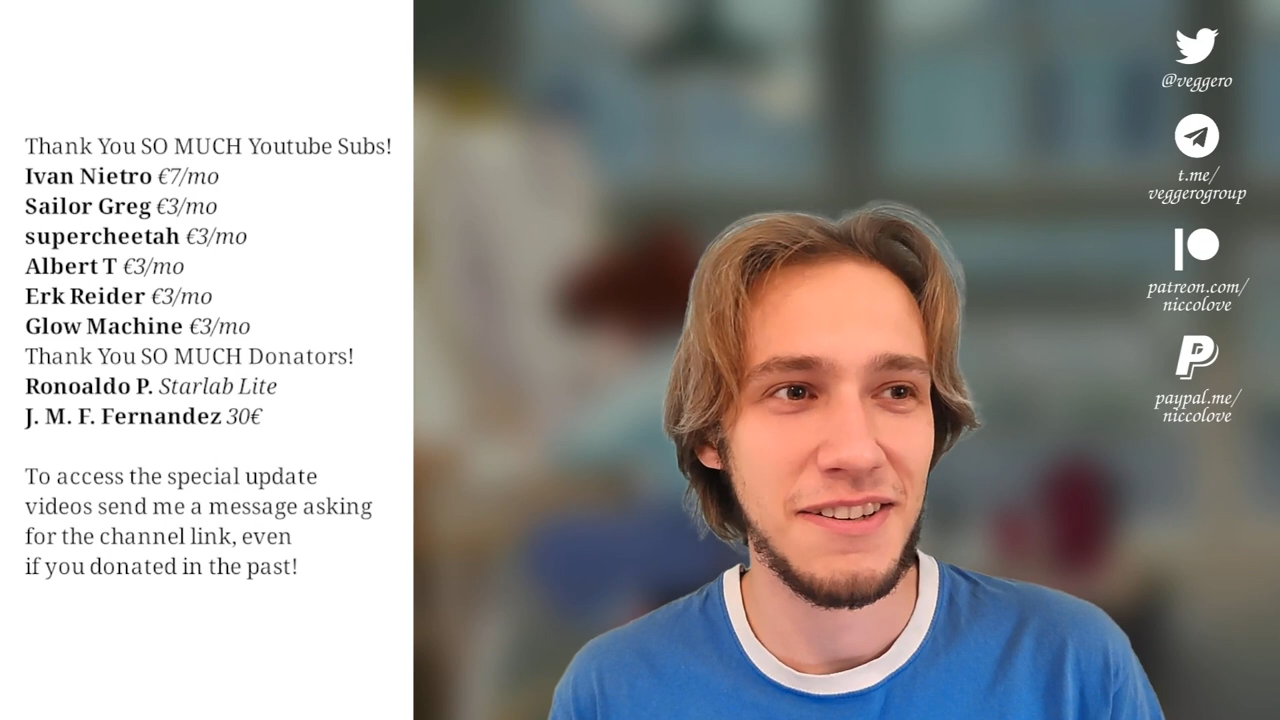 Thank You SO MUCH Youtube Subs!
Ivan Nietro €7/mo
Sailor Greg €3/mo
supercheetah €3/mo
Albert T €3/mo
Erk Reider €3/mo
Glow Machine €3/mo
Thank You SO MUCH Donators!
Ronoaldo P. Starlab Lite
J. M. F. Fernandez 30€
To access the special update
videos send me a message asking
for the channel link, even
if you donated in the past!
@veggero
t.me/
veggerogroup
patreon.com/
niccolove
paypal.me/
niccolove